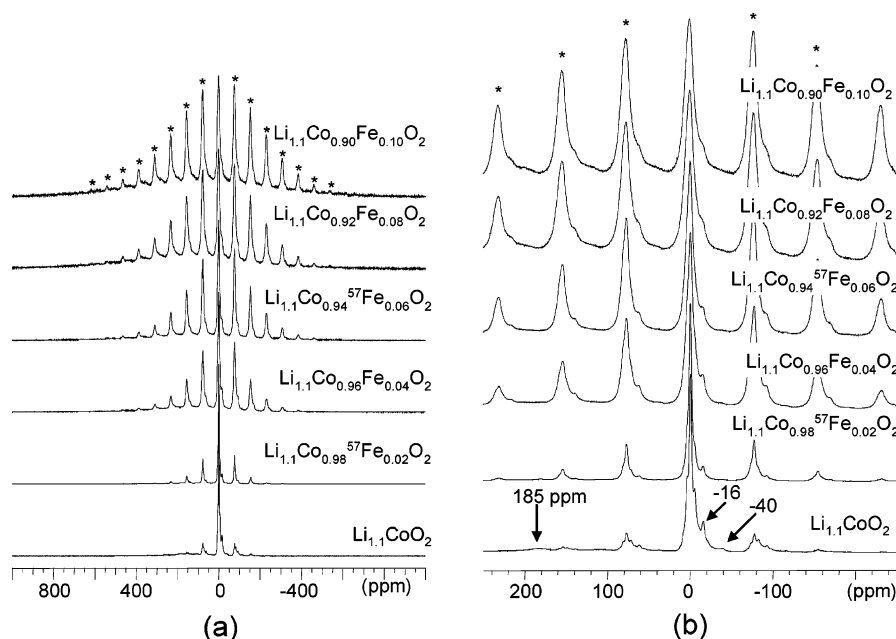 * * * * * * * * * * * * * *
Li1.1Co0.90Fe0.10O2
Li1.1Co0.92Fe0.08O2
Li1.1Co0.94⁵⁷Fe0.06O2
Li1.1Co0.96Fe0.04O2
Li1.1Co0.98⁵⁷Fe0.02O2
Li1.1CoO2
800 400 0 -400 (ppm)
(a)
* * * * *
Li1.1Co0.90Fe0.10O2
Li1.1Co0.92Fe0.08O2
Li1.1Co0.94⁵⁷Fe0.06O2
Li1.1Co0.96Fe0.04O2
Li1.1Co0.98⁵⁷Fe0.02O2
185 ppm
-16
-40
Li1.1CoO2
200 100 0 -100 (ppm)
(b)